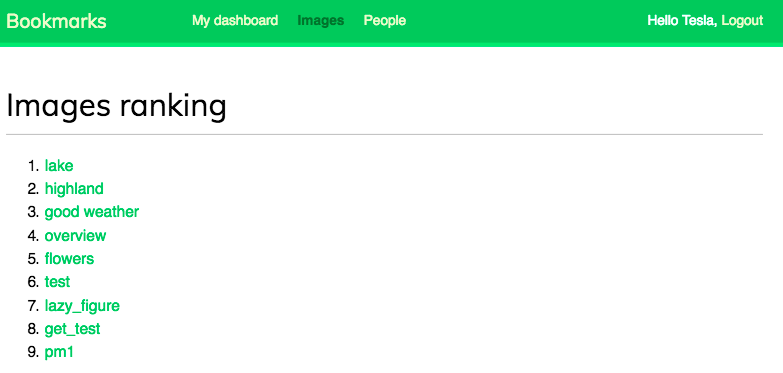 Bookmarks My dashboard Images People Hello Tesla, Logout
Images ranking
1. lake
2. highland
3. good weather
4. overview
5. flowers
6. test
7. lazy_figure
8. get_test
9. pm1